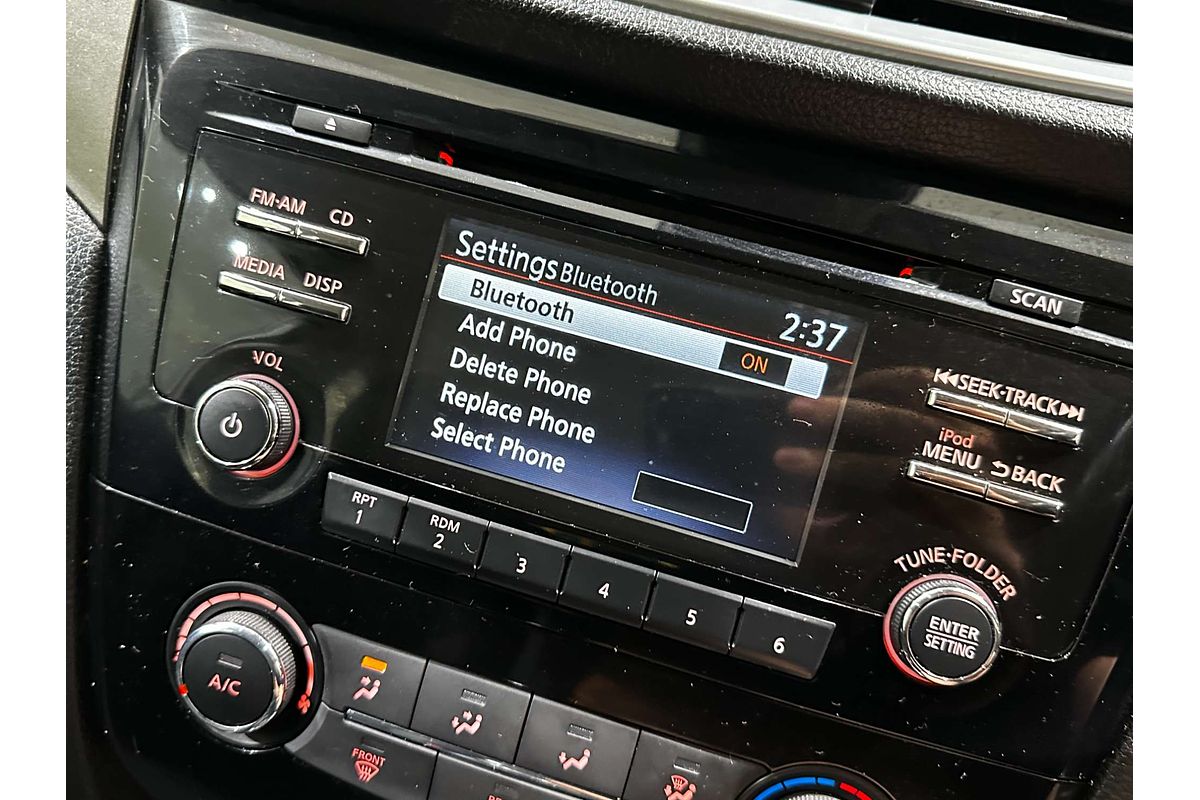 FM·AM
CD
MEDIA
DISP
VOL
Settings Bluetooth
2:37
Bluetooth
ON
Add Phone
Delete Phone
Replace Phone
Select Phone
SCAN
SEEK·TRACK
iPod
MENU
BACK
TUNE·FOLDER
ENTER
SETTING
RPT
1
RDM
2
3
4
5
6
A/C
FRONT